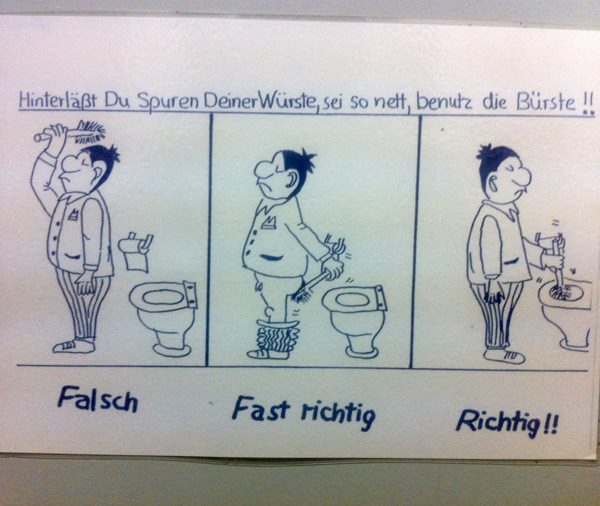 Hinterläßt Du Spuren Deiner Würste, sei so nett, benutz die Bürste !!
Falsch
Fast richtig
Richtig!!